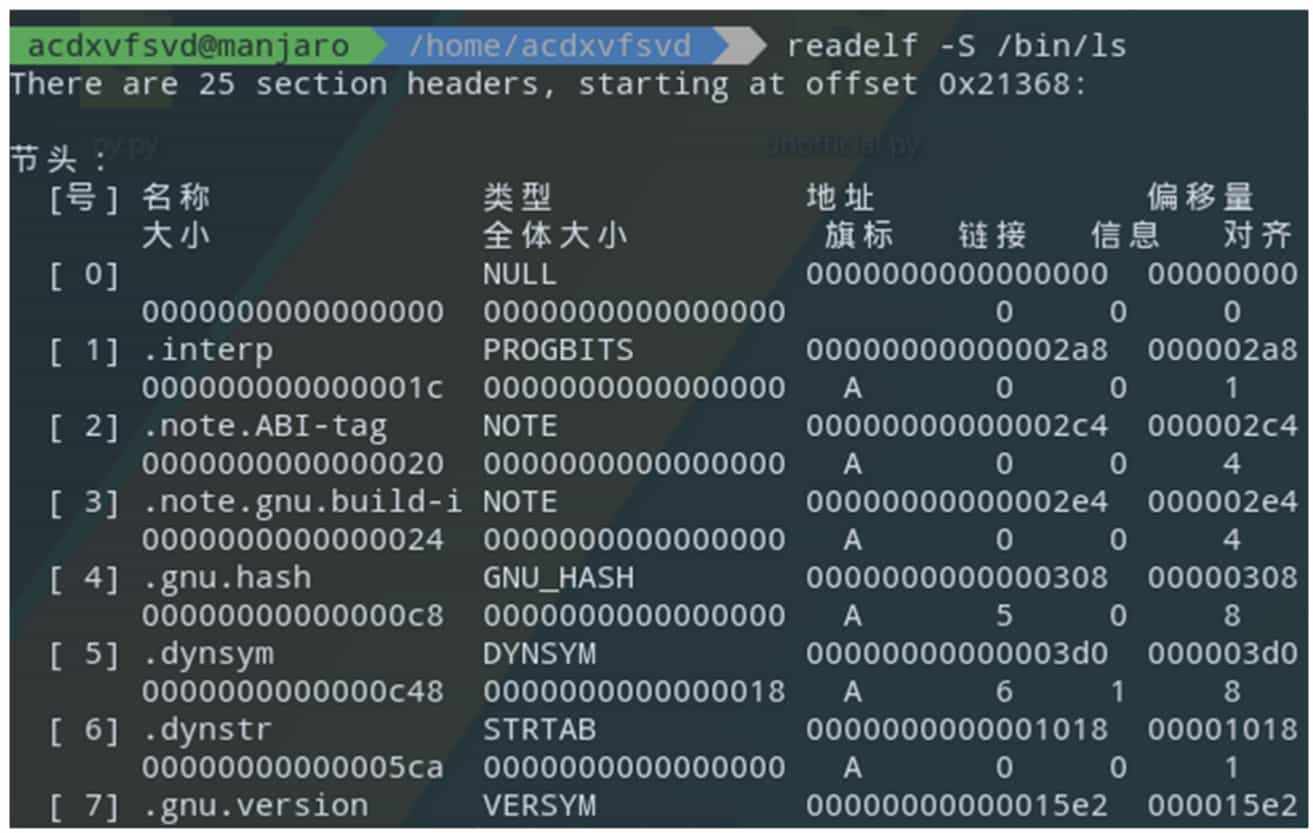 acdxvfsvd@manjaro /home/acdxvfsvd readelf -S /bin/ls
There are 25 section headers, starting at offset 0x21368:
py.py unofficial.py
节头：
[号] 名称 类型 地址 偏移量
大小 全体大小 旗标 链接 信息 对齐
[ 0] NULL 0000000000000000 00000000
0000000000000000 0000000000000000 0 0 0
[ 1] .interp PROGBITS 00000000000002a8 000002a8
000000000000001c 0000000000000000 A 0 0 1
[ 2] .note.ABI-tag NOTE 00000000000002c4 000002c4
0000000000000020 0000000000000000 A 0 0 4
[ 3] .note.gnu.build-i NOTE 00000000000002e4 000002e4
0000000000000024 0000000000000000 A 0 0 4
[ 4] .gnu.hash GNU_HASH 0000000000000308 00000308
00000000000000c8 0000000000000000 A 5 0 8
[ 5] .dynsym DYNSYM 00000000000003d0 000003d0
0000000000000c48 0000000000000018 A 6 1 8
[ 6] .dynstr STRTAB 0000000000001018 00001018
00000000000005ca 0000000000000000 A 0 0 1
[ 7] .gnu.version VERSYM 00000000000015e2 000015e2